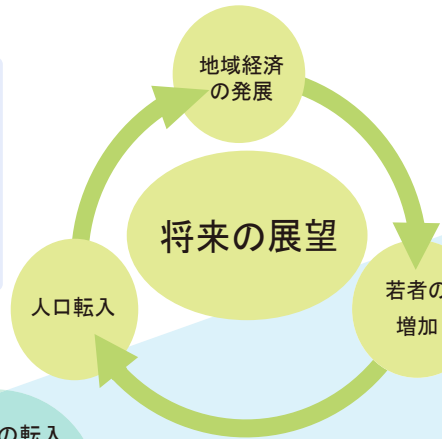 地域経済
の発展
将来の展望
人口転入
若者の
増加
の転入